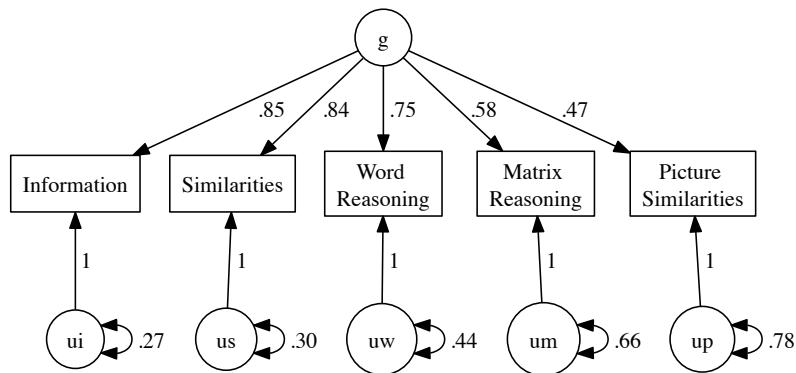 g
.85
.84
.75
.58
.47
Information
Similarities
Word
Reasoning
Matrix
Reasoning
Picture
Similarities
1
1
1
1
1
ui
.27
us
.30
uw
.44
um
.66
up
.78